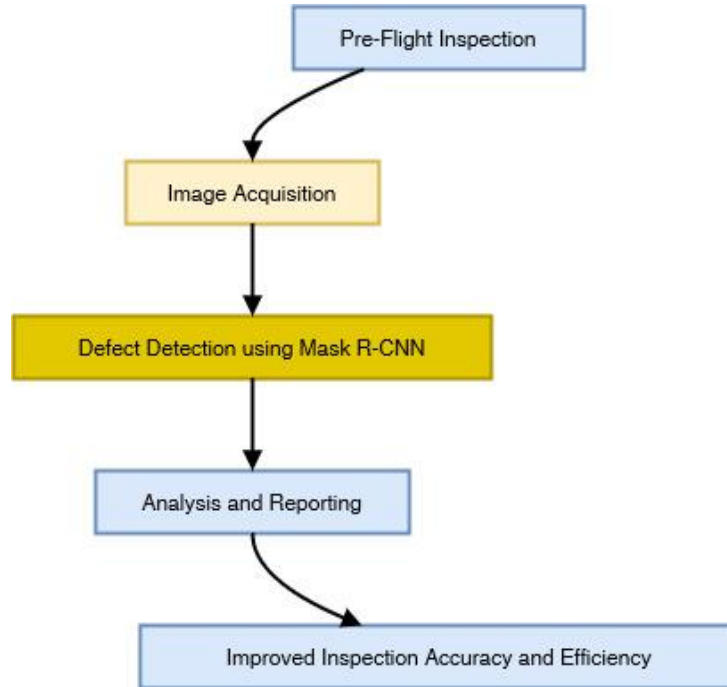 Pre-Flight Inspection
Image Acquisition
Defect Detection using Mask R-CNN
Analysis and Reporting
Improved Inspection Accuracy and Efficiency